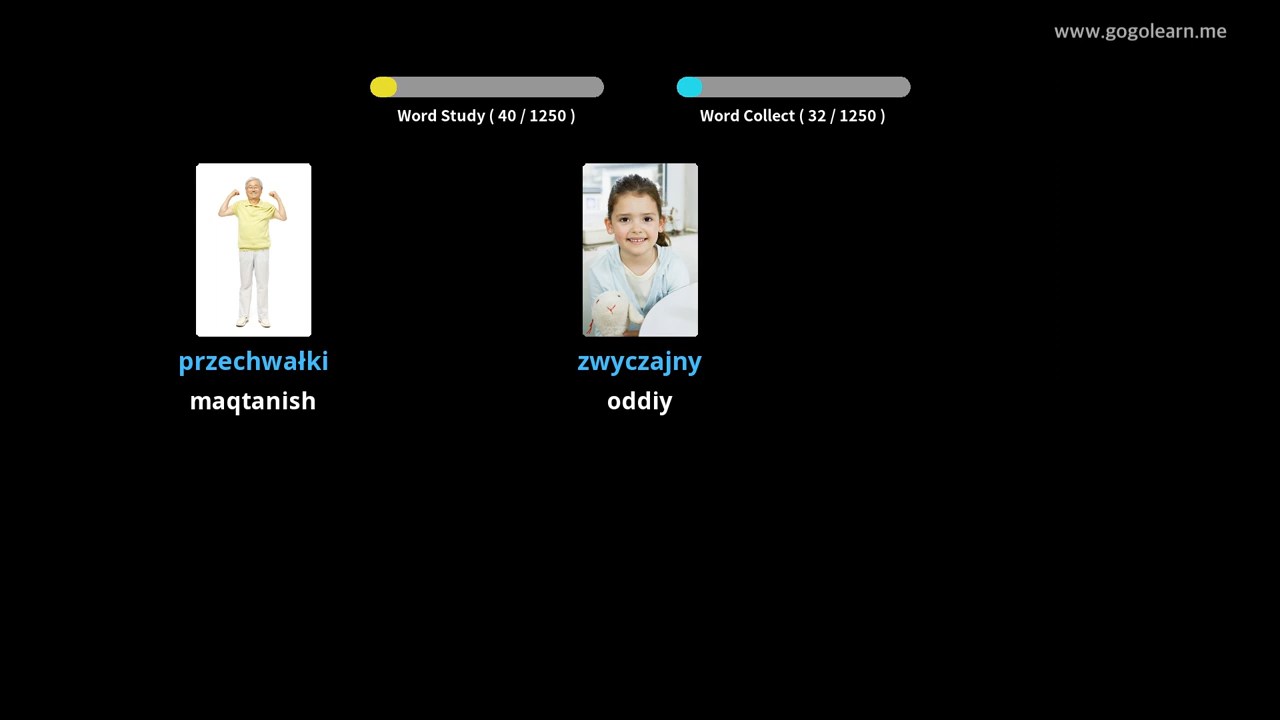 www.gogolearn.me
Word Study ( 40 / 1250 )
Word Collect ( 32 / 1250 )
przechwałki
maqtanish
zwyczajny
oddiy